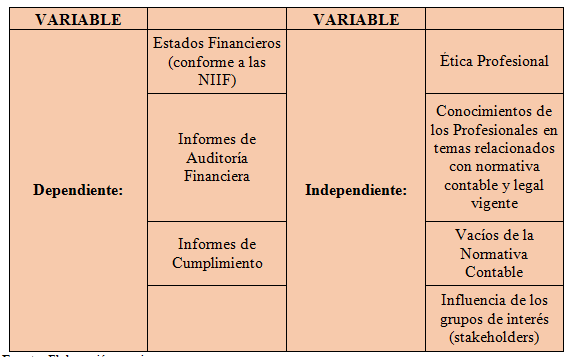 VARIABLE
VARIABLE
Dependiente:
Estados Financieros
(conforme a las
NIIF)
Informes de
Auditoría
Financiera
Informes de
Cumplimiento
Independiente:
Ética Profesional
Conocimientos de
los Profesionales en
temas relacionados
con normativa
contable y legal
vigente
Vacíos de la
Normativa
Contable
Influencia de los
grupos de interés
(stakeholders)